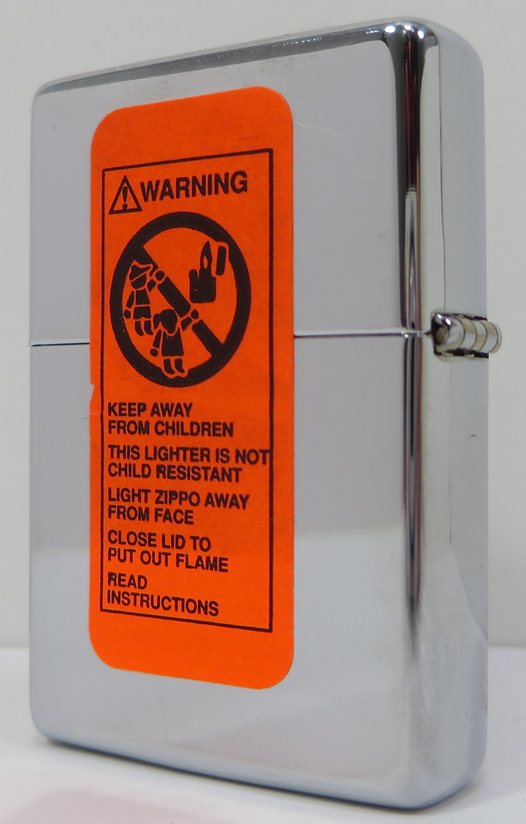 WARNING
KEEP AWAY
FROM CHILDREN
THIS LIGHTER IS NOT
CHILD RESISTANT
LIGHT ZIPPO AWAY
FROM FACE
CLOSE LID TO
PUT OUT FLAME
READ
INSTRUCTIONS